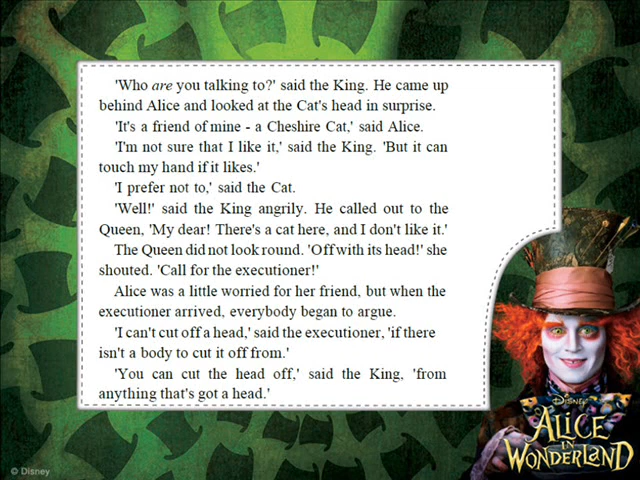 'Who are you talking to?' said the King. He came up
behind Alice and looked at the Cat's head in surprise.
'It's a friend of mine - a Cheshire Cat,' said Alice.
'I'm not sure that I like it,' said the King. 'But it can
touch my hand if it likes.'
'I prefer not to,' said the Cat.
'Well!' said the King angrily. He called out to the
Queen, 'My dear! There's a cat here, and I don't like it.'
The Queen did not look round. 'Off with its head!' she
shouted. 'Call for the executioner!'
Alice was a little worried for her friend, but when the
executioner arrived, everybody began to argue.
'I can't cut off a head,' said the executioner, 'if there
isn't a body to cut it off from.'
'You can cut the head off,' said the King, 'from
anything that's got a head.'
Disney
ALICE
IN
WONDERLAND
© Disney